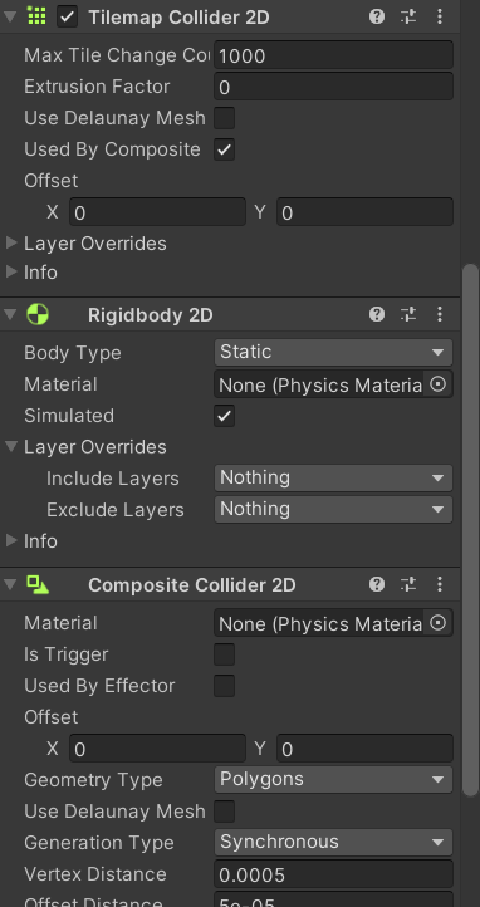 Tilemap Collider 2D
Max Tile Change Cou 1000
Extrusion Factor 0
Use Delaunay Mesh
Used By Composite
Offset
X 0 Y 0
Layer Overrides
Info
Rigidbody 2D
Body Type Static
Material None (Physics Materia
Simulated
Layer Overrides
Include Layers Nothing
Exclude Layers Nothing
Info
Composite Collider 2D
Material None (Physics Materia
Is Trigger
Used By Effector
Offset
X 0 Y 0
Geometry Type Polygons
Use Delaunay Mesh
Generation Type Synchronous
Vertex Distance 0.0005
Offset Distance 5e-05